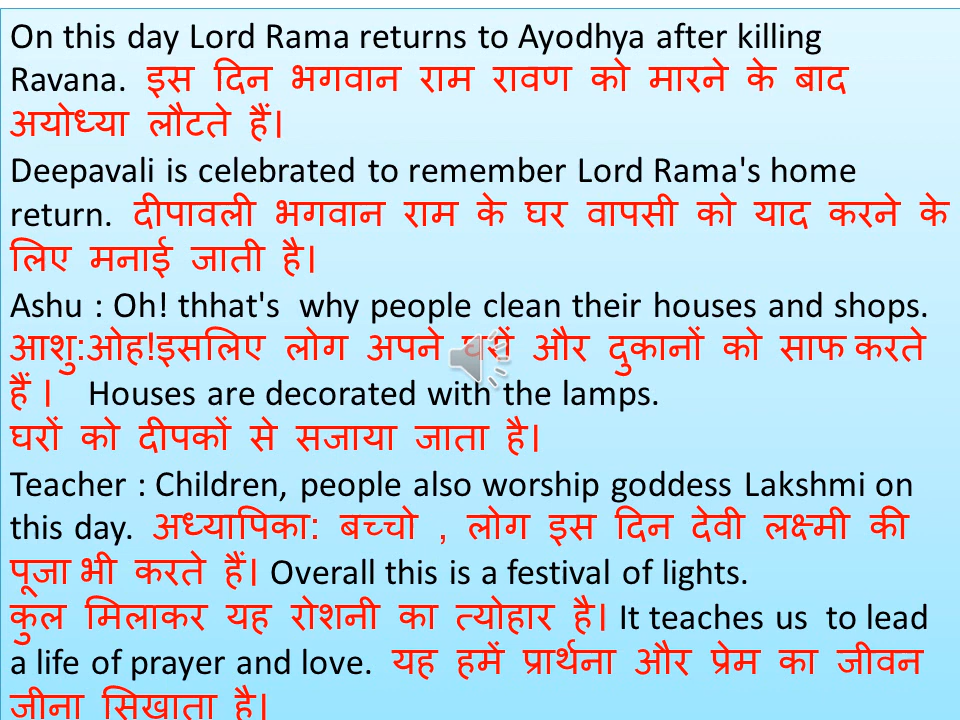 On this day Lord Rama returns to Ayodhya after killing
Ravana. इस दिन भगवान राम रावण को मारने के बाद
अयोध्या लौटते हैं।
Deepavali is celebrated to remember Lord Rama's home
return. दीपावली भगवान राम के घर वापसी को याद करने के
लिए मनाई जाती है।
Ashu : Oh! thhat's why people clean their houses and shops.
आशु:ओह!इसलिए लोग अपने घरों और दुकानों को साफ करते
हैं । Houses are decorated with the lamps.
घरों को दीपकों से सजाया जाता है।
Teacher : Children, people also worship goddess Lakshmi on
this day. अध्यापिका: बच्चो , लोग इस दिन देवी लक्ष्मी की
पूजा भी करते हैं। Overall this is a festival of lights.
कुल मिलाकर यह रोशनी का त्योहार है। It teaches us to lead
a life of prayer and love. यह हमें प्रार्थना और प्रेम का जीवन
जीना सिखाता है।